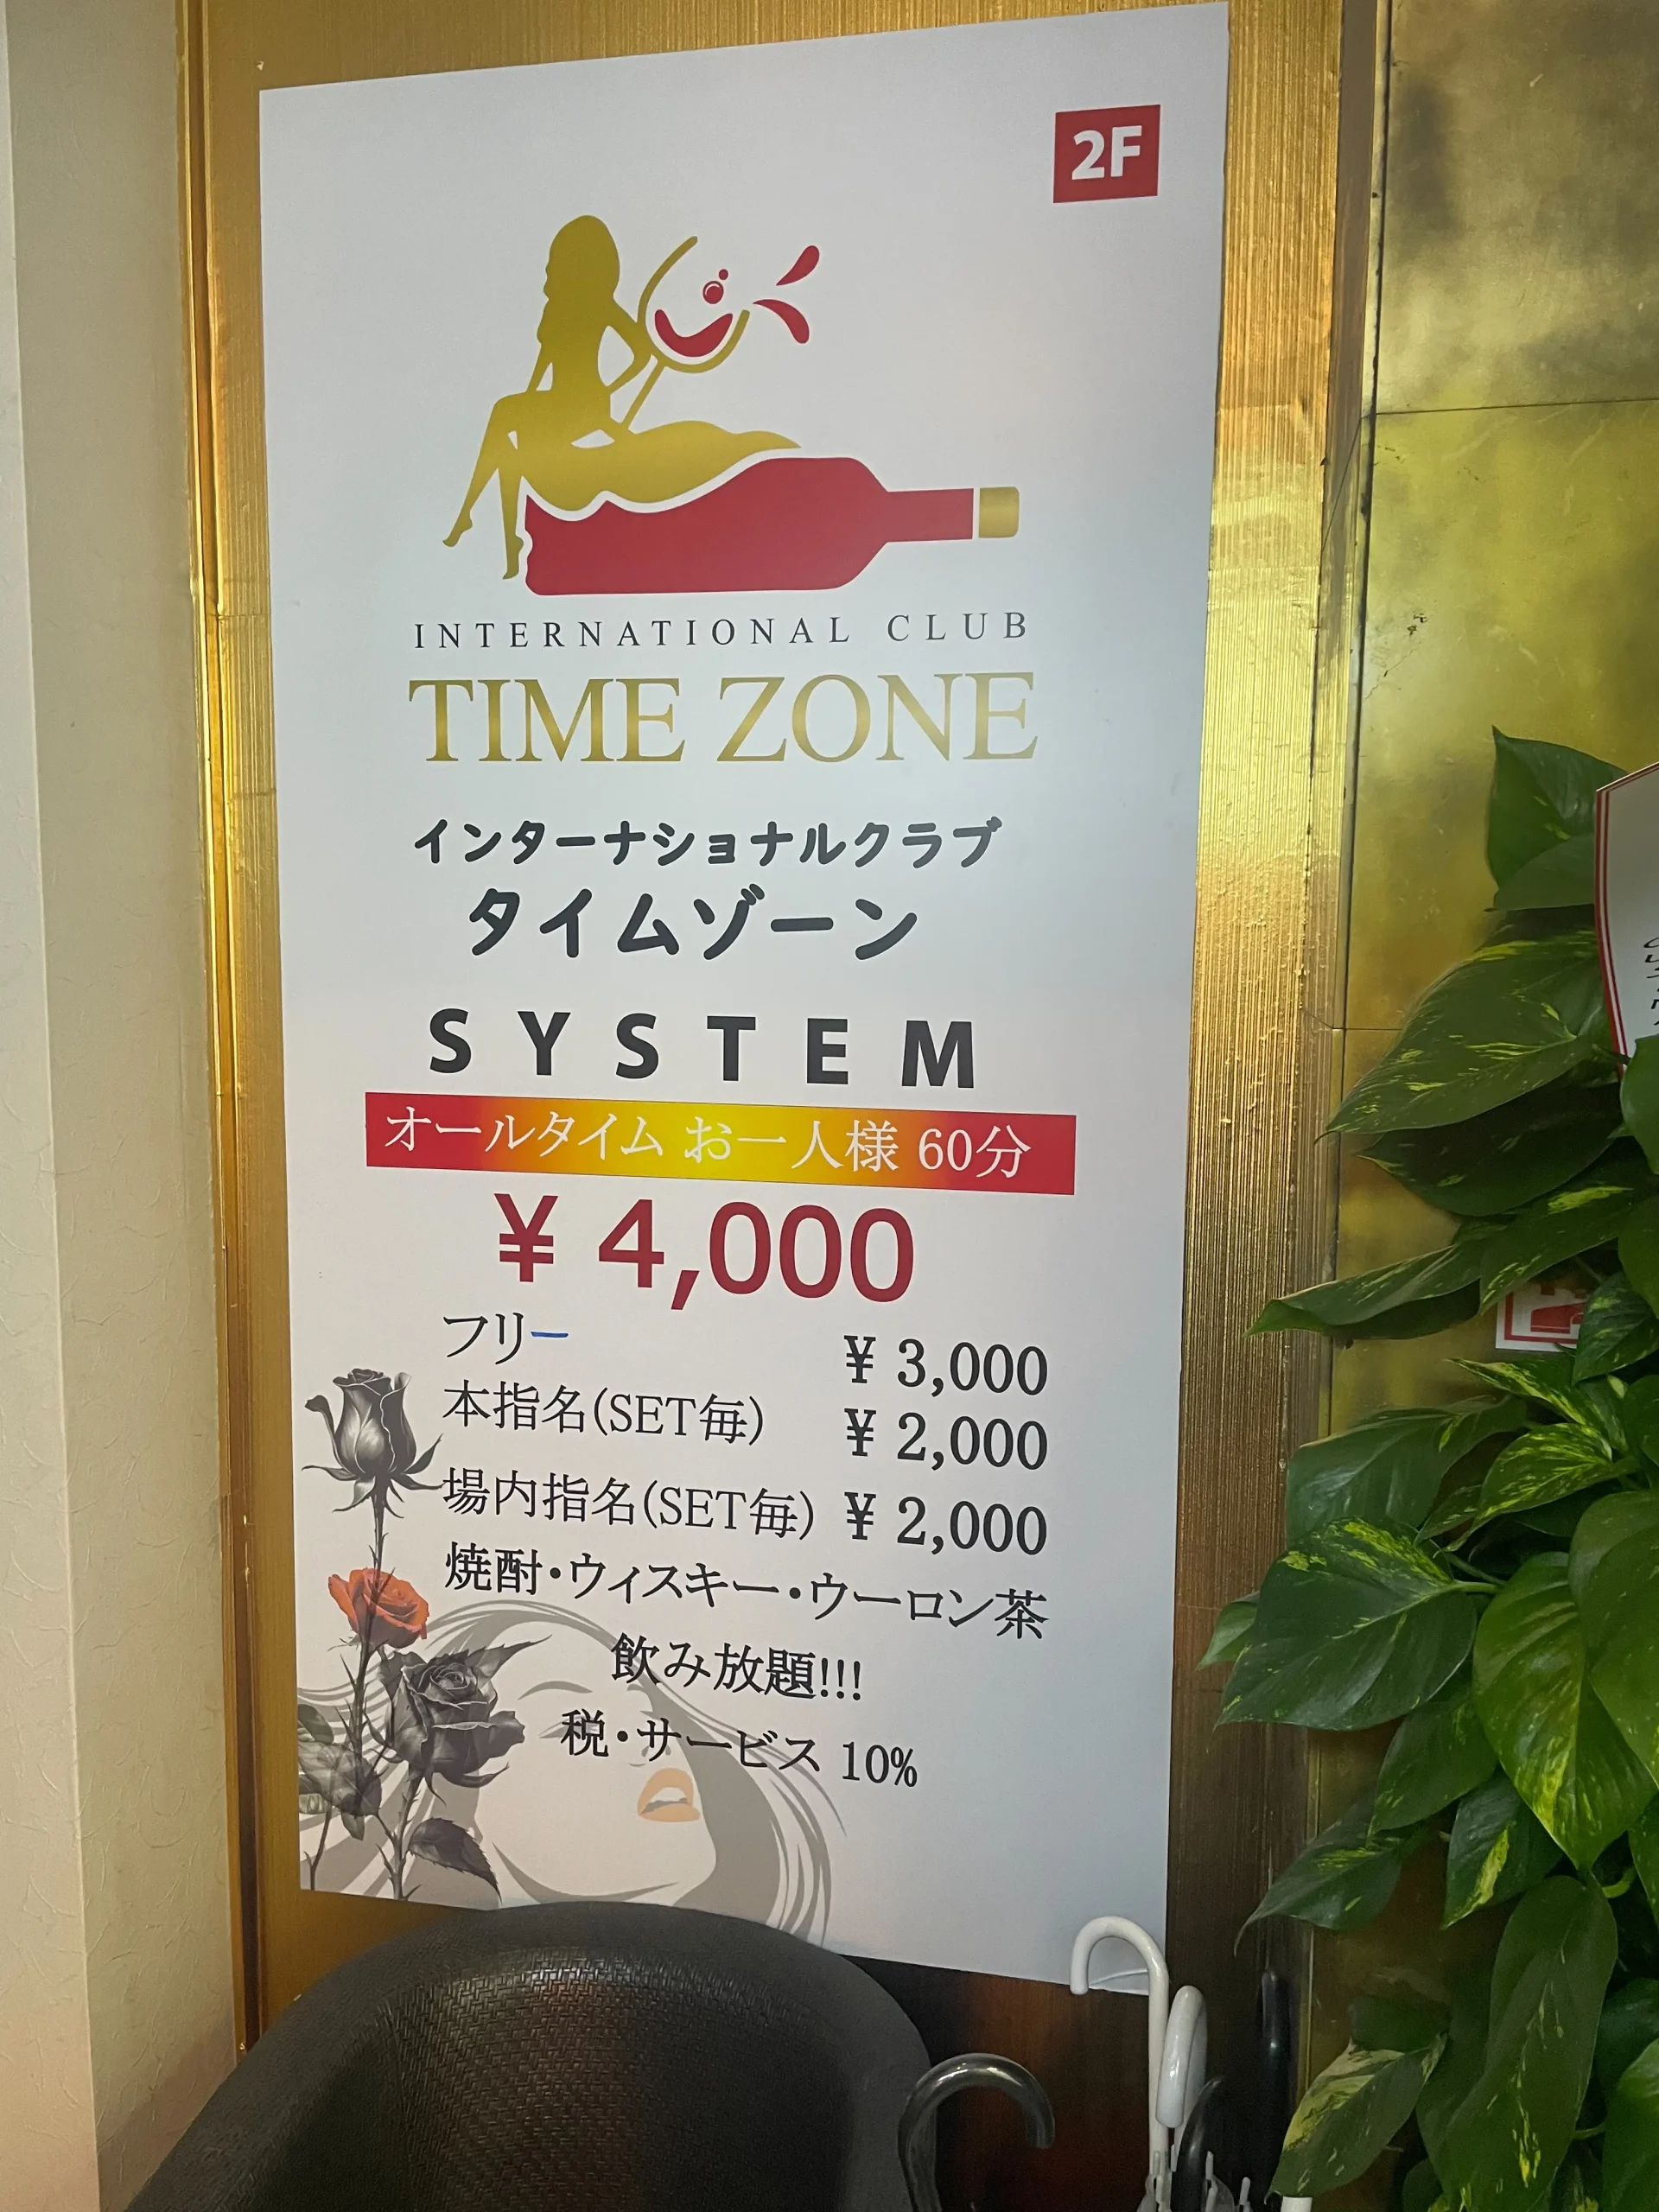 2F
INTERNATIONAL CLUB
TIME ZONE
インターナショナルクラブ
タイムゾーン
SYSTEM
オールタイム お一人様 60分
¥4,000
フリー ¥3,000
本指名(SET毎) ¥2,000
場内指名(SET毎) ¥2,000
焼酎・ウィスキー・ウーロン茶
飲み放題!!!
税・サービス 10%